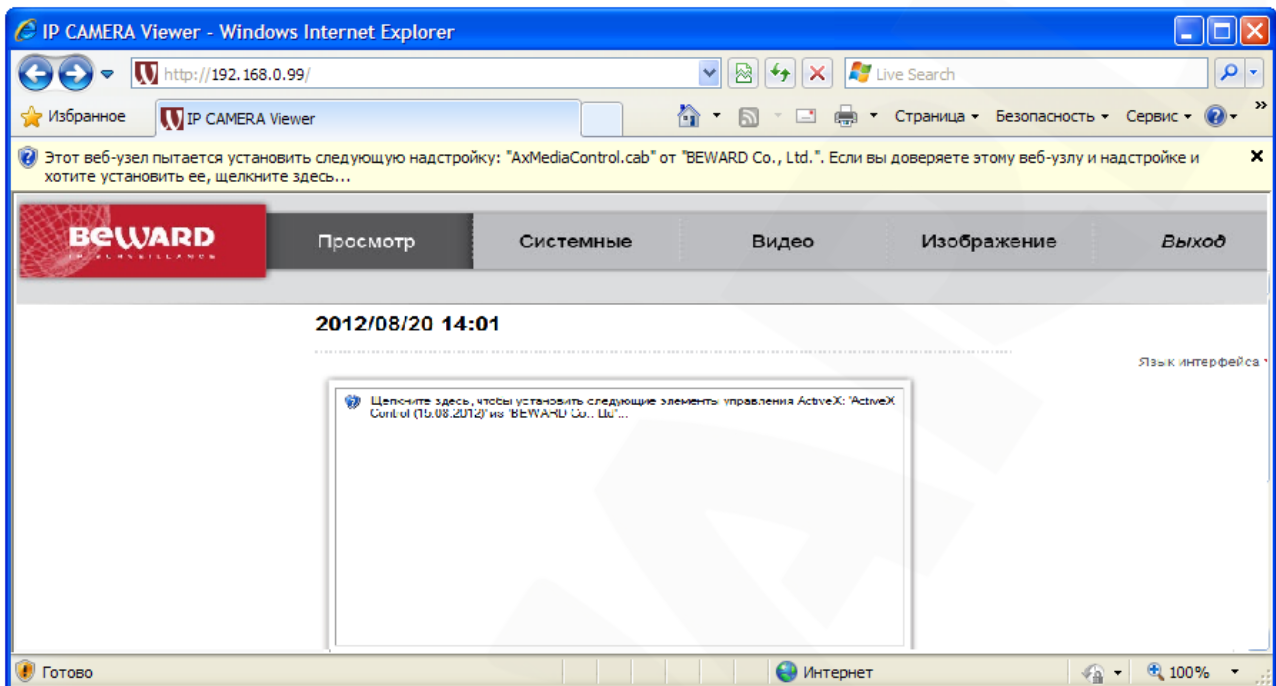 IP CAMERA Viewer - Windows Internet Explorer
http://192.168.0.99/
Live Search
Избранное
IP CAMERA Viewer
Страница
Безопасность
Сервис
Этот веб-узел пытается установить следующую надстройку: "AxMediaControl.cab" от "BEWARD Co., Ltd.". Если вы доверяете этому веб-узлу и надстройке и
хотите установить ее, щелкните здесь...
BEWARD
IP SURVEILLANCE
Просмотр
Системные
Видео
Изображение
Выход
2012/08/20 14:01
Язык интерфейса
Щелкните здесь, чтобы установить следующие элементы управления ActiveX: 'ActiveX
Control (15.08.2012)' из 'BEWARD Co., Ltd'...
Готово
Интернет
100%